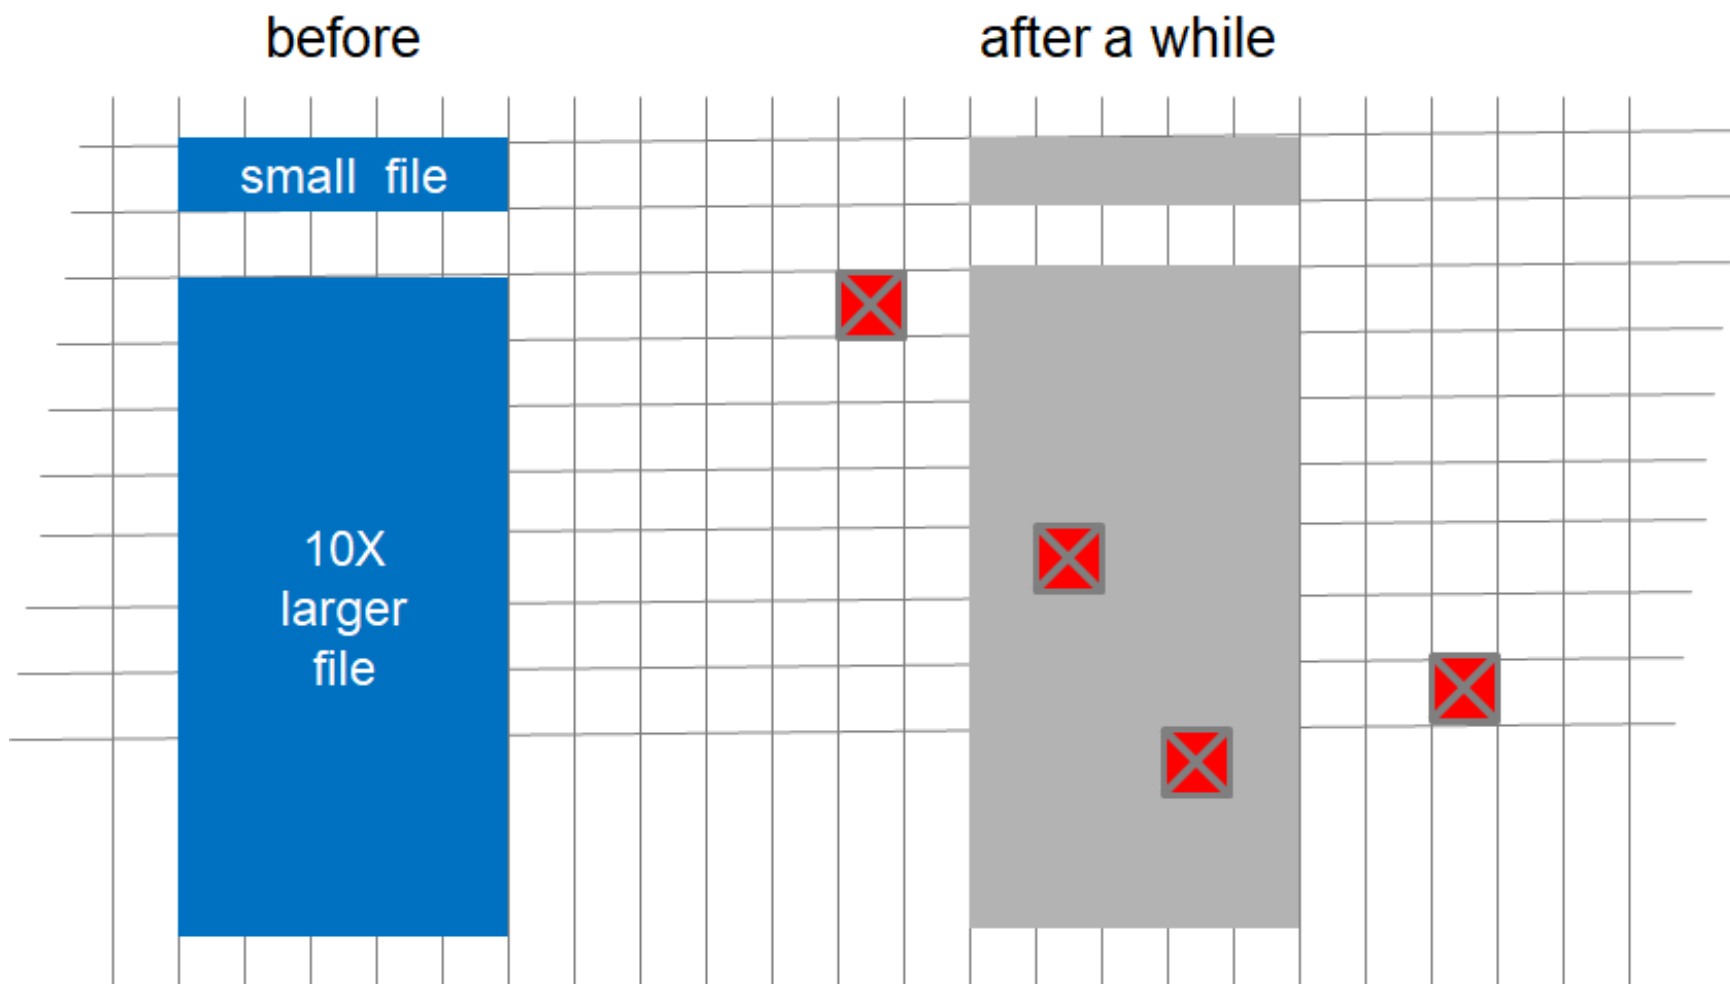 before
after a while
small file
10X
larger
file